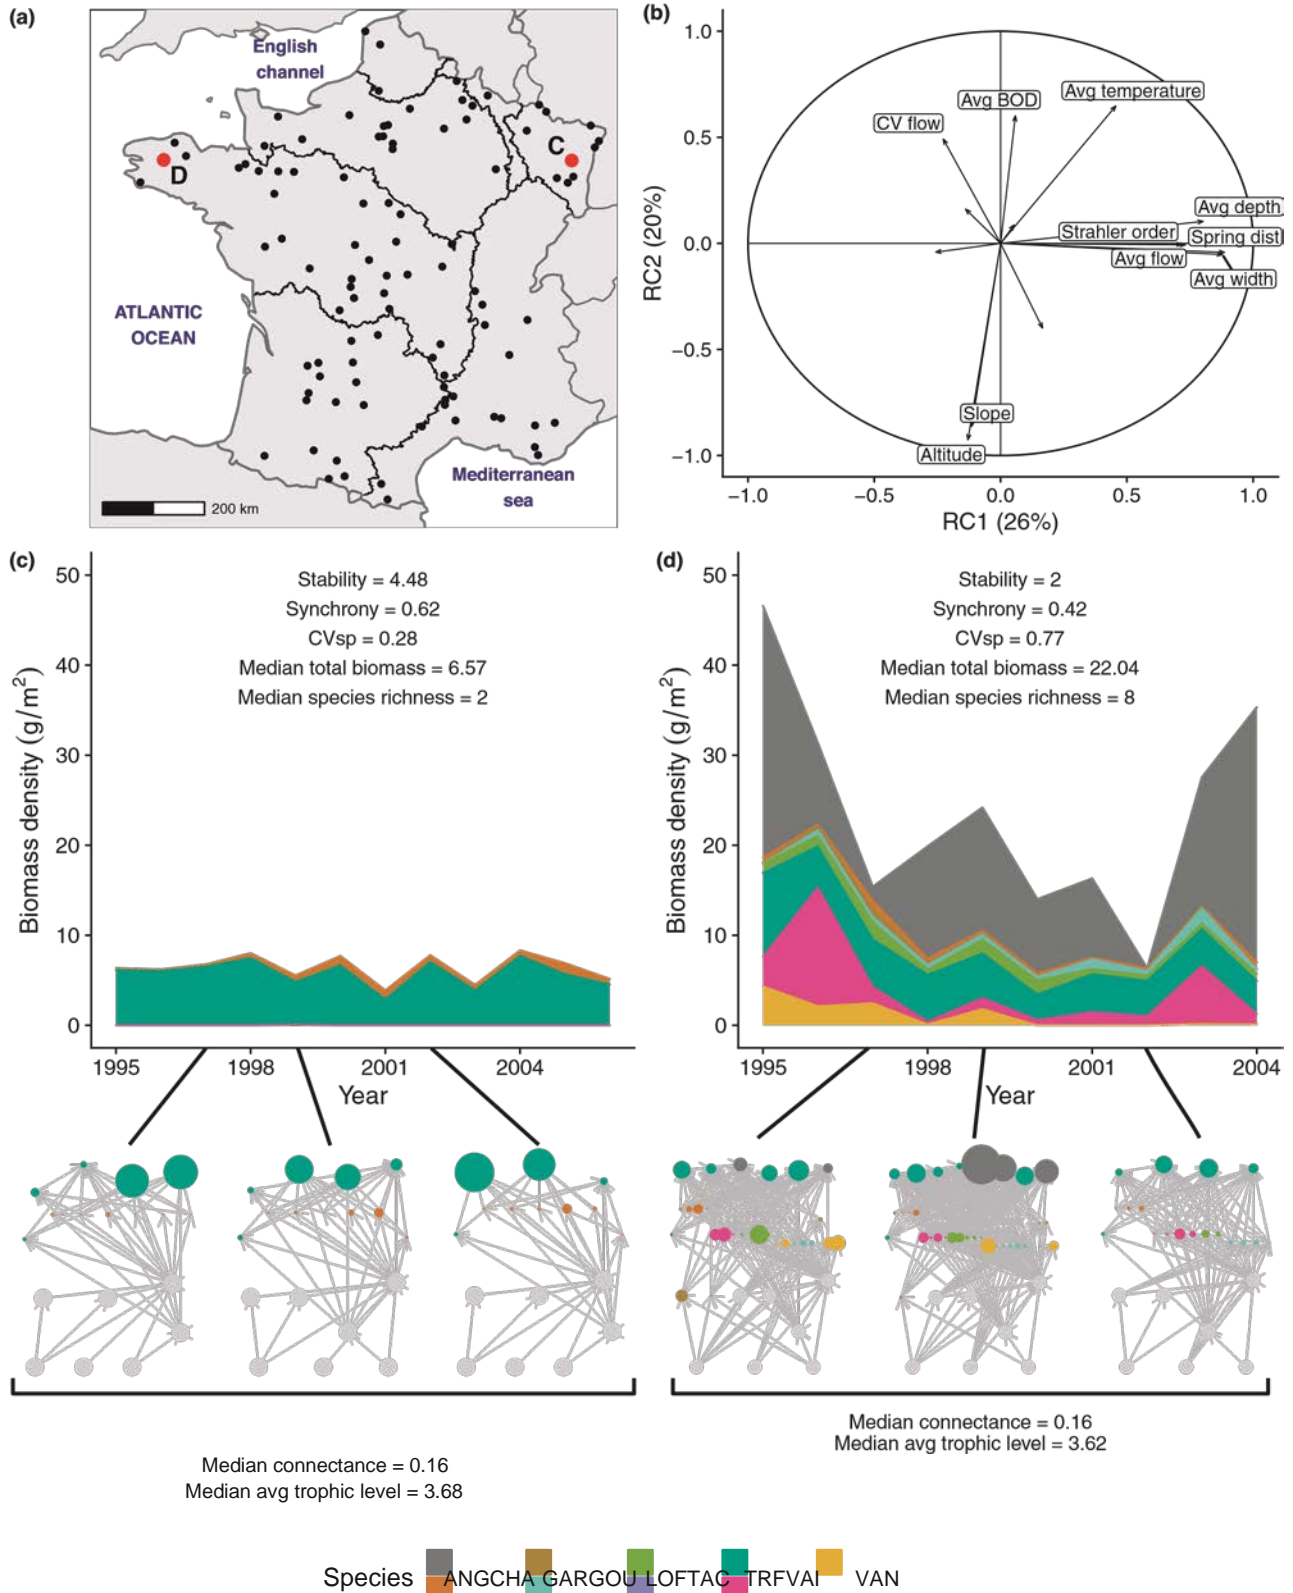 (a)
English
channel
D
C
ATLANTIC
OCEAN
Mediterranean
sea
200 km
(b)
RC2 (20%)
1.0
0.5
0.0
−0.5
−1.0
Avg BOD
Avg temperature
CV flow
Avg depth
Strahler order
Spring dist
Avg flow
Avg width
Slope
Altitude
−1.0
−0.5
0.0
0.5
1.0
RC1 (26%)
(c)
Stability = 4.48
Synchrony = 0.62
CVsp = 0.28
Median total biomass = 6.57
Median species richness = 2
Biomass density (g/m2)
50
40
30
20
10
0
1995
1998
2001
2004
Year
Median connectance = 0.16
Median avg trophic level = 3.68
(d)
Stability = 2
Synchrony = 0.42
CVsp = 0.77
Median total biomass = 22.04
Median species richness = 8
Biomass density (g/m2)
50
40
30
20
10
0
1995
1998
2001
2004
Year
Median connectance = 0.16
Median avg trophic level = 3.62
Species ANGCHA GARGOU LOFTAC TRFVAI VAN